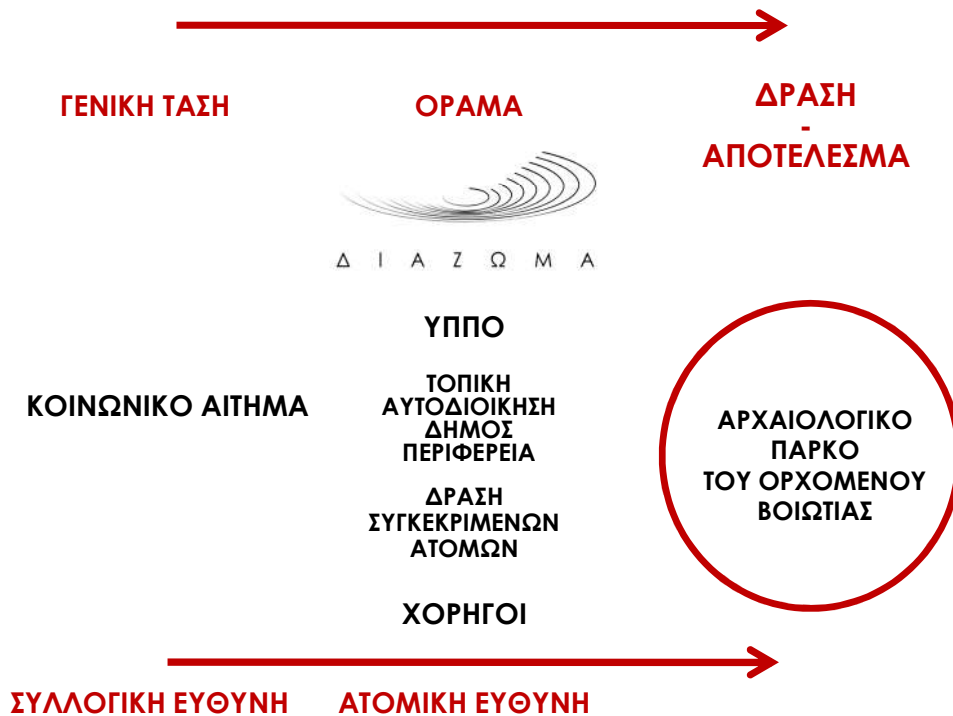 ΓΕΝΙΚΗ ΤΑΣΗ
ΟΡΑΜΑ
ΔΡΑΣΗ
-
ΑΠΟΤΕΛΕΣΜΑ
ΔΙΑΖΩΜΑ
ΥΠΠΟ
ΚΟΙΝΩΝΙΚΟ ΑΙΤΗΜΑ
ΤΟΠΙΚΗ
ΑΥΤΟΔΙΟΙΚΗΣΗ
ΔΗΜΟΣ
ΠΕΡΙΦΕΡΕΙΑ
ΔΡΑΣΗ
ΣΥΓΚΕΚΡΙΜΕΝΩΝ
ΑΤΟΜΩΝ
ΧΟΡΗΓΟΙ
ΑΡΧΑΙΟΛΟΓΙΚΟ
ΠΑΡΚΟ
ΤΟΥ ΟΡΧΟΜΕΝΟΥ
ΒΟΙΩΤΙΑΣ
ΣΥΛΛΟΓΙΚΗ ΕΥΘΥΝΗ
ΑΤΟΜΙΚΗ ΕΥΘΥΝΗ